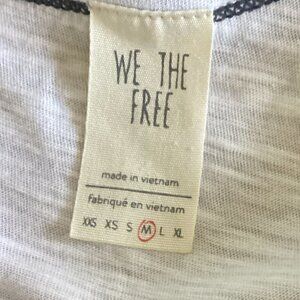 WE THE
FREE
made in vietnam
fabriqué en vietnam
XXS XS S M L XL